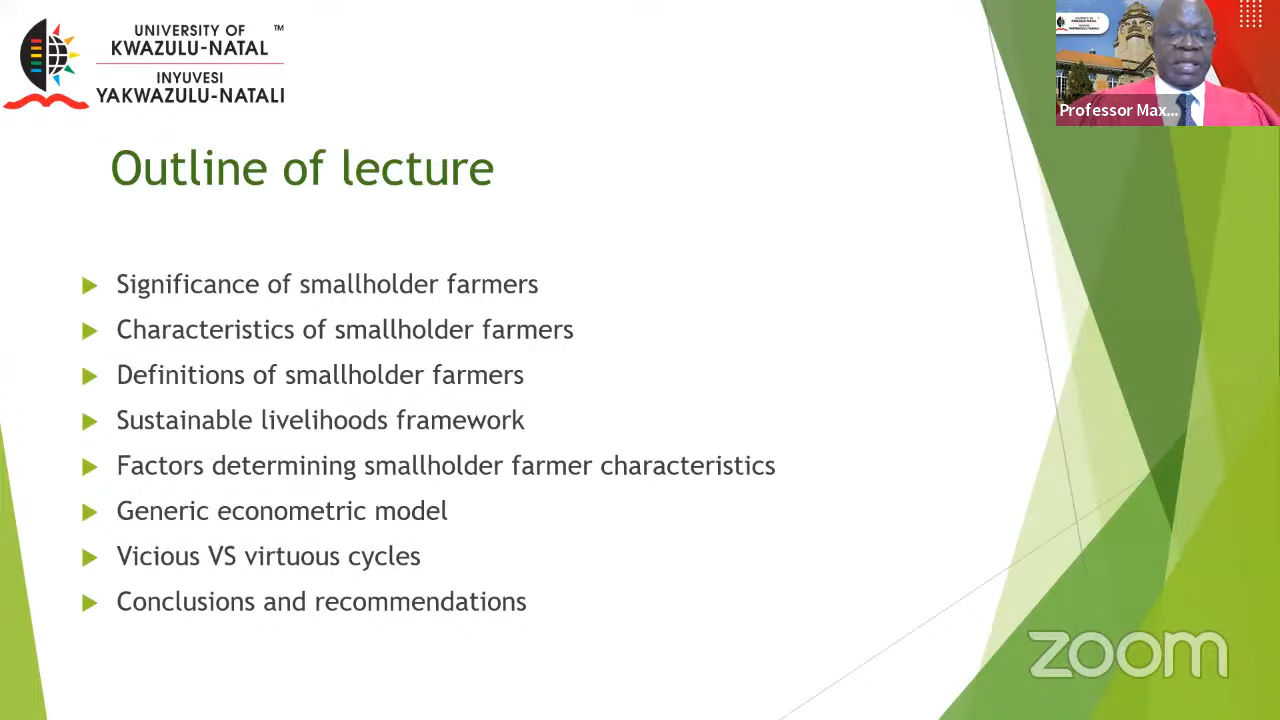 UNIVERSITY OF ™
KWAZULU-NATAL
INYUVESI
YAKWAZULU-NATALI
Professor Max...
Outline of lecture
Significance of smallholder farmers
Characteristics of smallholder farmers
Definitions of smallholder farmers
Sustainable livelihoods framework
Factors determining smallholder farmer characteristics
Generic econometric model
Vicious VS virtuous cycles
Conclusions and recommendations
zoom